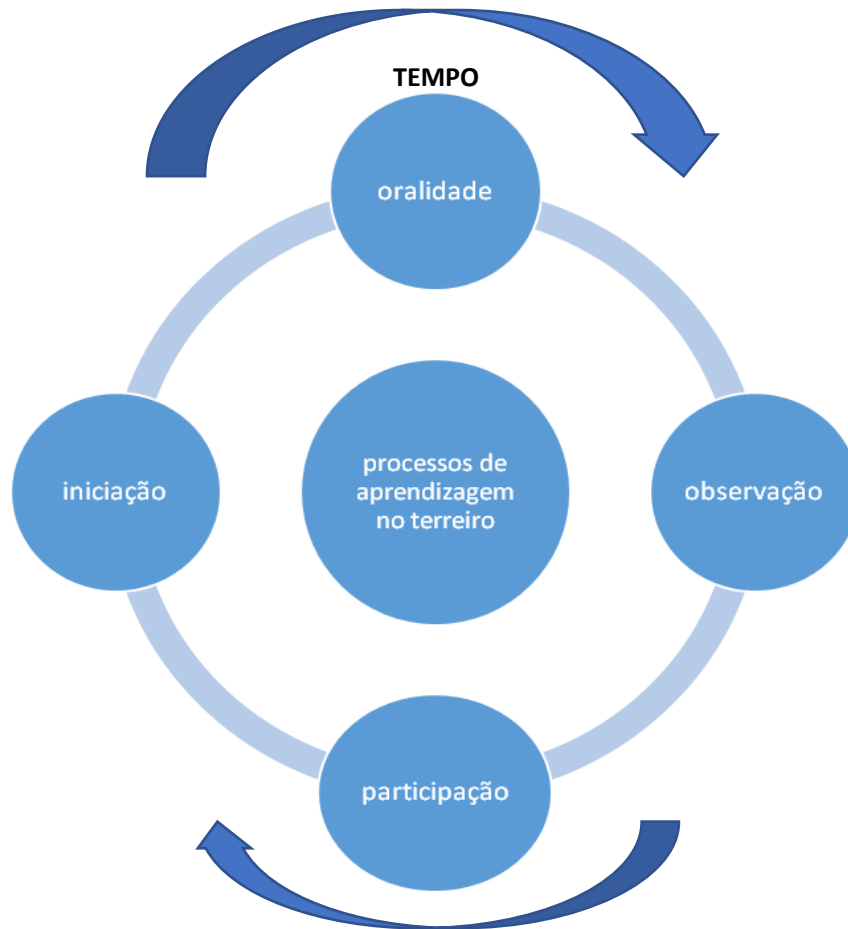 TEMPO
oralidade
iniciação
processos de
aprendizagem
no terreiro
observação
participação